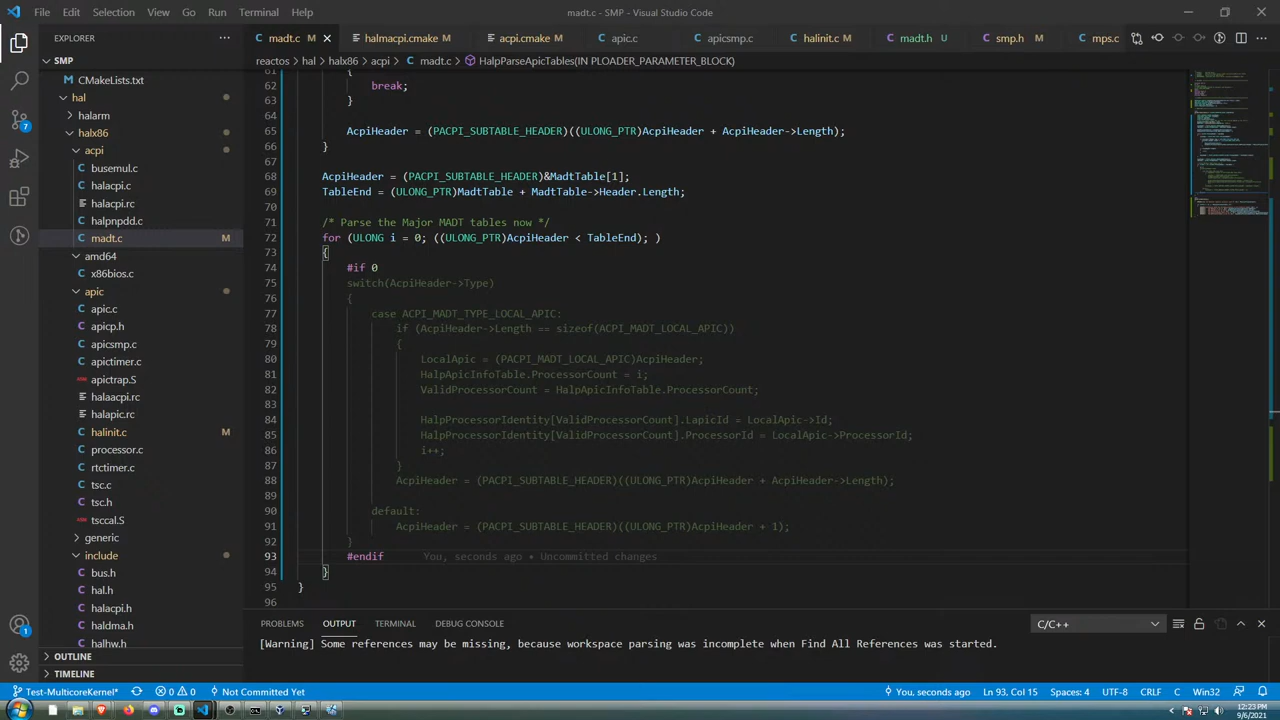 File Edit Selection View Go Run Terminal Help
madt.c - SMP - Visual Studio Code
EXPLORER
madt.c
halmacpi.cmake M
acpi.cmake M
apic.c
apicsmp.c
halinit.c M
madt.h U
smp.h M
mps.c
SMP
reactos > hal > halx86 > acpi > madt.c > HalpParseApicTables(IN PLOADER_PARAMETER_BLOCK)
CMakeLists.txt
hal
halarm
halx86
acpi
busemul.c
halacpi.c
halacpi.rc
halpnpdd.c
madt.c M
amd64
x86bios.c
apic
apic.c
apicp.h
apicsmp.c
apictimer.c
apictrap.S
halaacpi.rc
halapic.rc
halinit.c M
processor.c
rtctimer.c
tsc.c
tsc.h
tsccal.S
generic
include
bus.h
hal.h
halacpi.h
haldma.h
halhw.h
OUTLINE
TIMELINE
61 {
62 break;
63 }
64
65 AcpiHeader = (PACPI_SUBTABLE_HEADER)((ULONG_PTR)AcpiHeader + AcpiHeader->Length);
66 }
67
68 AcpiHeader = (PACPI_SUBTABLE_HEADER)&MadtTable[1];
69 TableEnd = (ULONG_PTR)MadtTable + MadtTable->Header.Length;
70
71 /* Parse the Major MADT tables now */
72 for (ULONG i = 0; ((ULONG_PTR)AcpiHeader < TableEnd); )
73 {
74 #if 0
75 switch(AcpiHeader->Type)
76 {
77 case ACPI_MADT_TYPE_LOCAL_APIC:
78 if (AcpiHeader->Length == sizeof(ACPI_MADT_LOCAL_APIC))
79 {
80 LocalApic = (PACPI_MADT_LOCAL_APIC)AcpiHeader;
81 HalpApicInfoTable.ProcessorCount = i;
82 ValidProcessorCount = HalpApicInfoTable.ProcessorCount;
83
84 HalpProcessorIdentity[ValidProcessorCount].LapicId = LocalApic->Id;
85 HalpProcessorIdentity[ValidProcessorCount].ProcessorId = LocalApic->ProcessorId;
86 i++;
87 }
88 AcpiHeader = (PACPI_SUBTABLE_HEADER)((ULONG_PTR)AcpiHeader + AcpiHeader->Length);
89
90 default:
91 AcpiHeader = (PACPI_SUBTABLE_HEADER)((ULONG_PTR)AcpiHeader + 1);
92 }
93 #endif You, seconds ago • Uncommitted changes
94 }
95 }
96
PROBLEMS OUTPUT TERMINAL DEBUG CONSOLE
C/C++
[Warning] Some references may be missing, because workspace parsing was incomplete when Find All References was started.
7
1
Test-MulticoreKernel* 0 0 Not Committed Yet
You, seconds ago Ln 93, Col 15 Spaces: 4 UTF-8 CRLF C Win32
12:23 PM
9/6/2021